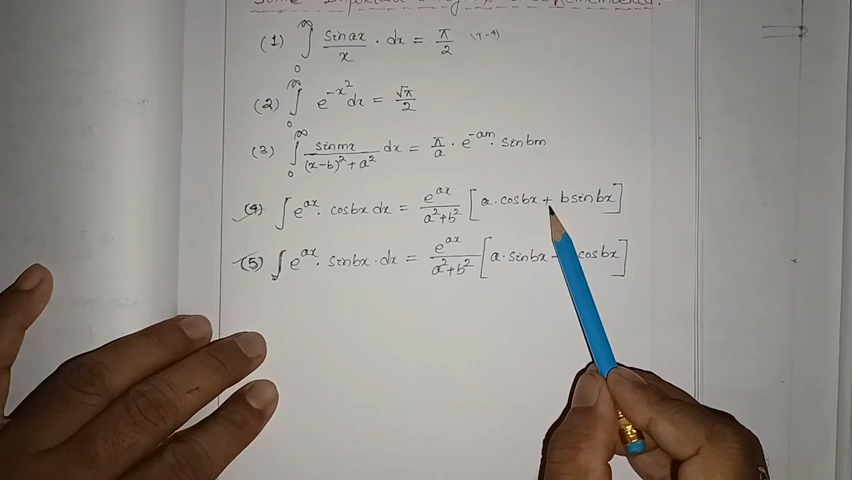 Some Important
(1) ∫₀^∞ sin ax / x · dx = π/2
(2) ∫₀^∞ e^{-x²} dx = √π/2
(3) ∫₀^∞ sin mx / ((x-b)² + a²) dx = π/a · e^{-am} · sin bm
(4) ∫ e^{ax} · cos bx dx = e^{ax} / (a²+b²) [a · cos bx + b sin bx]
(5) ∫ e^{ax} · sin bx · dx = e^{ax} / (a²+b²) [a · sin bx - cos bx]